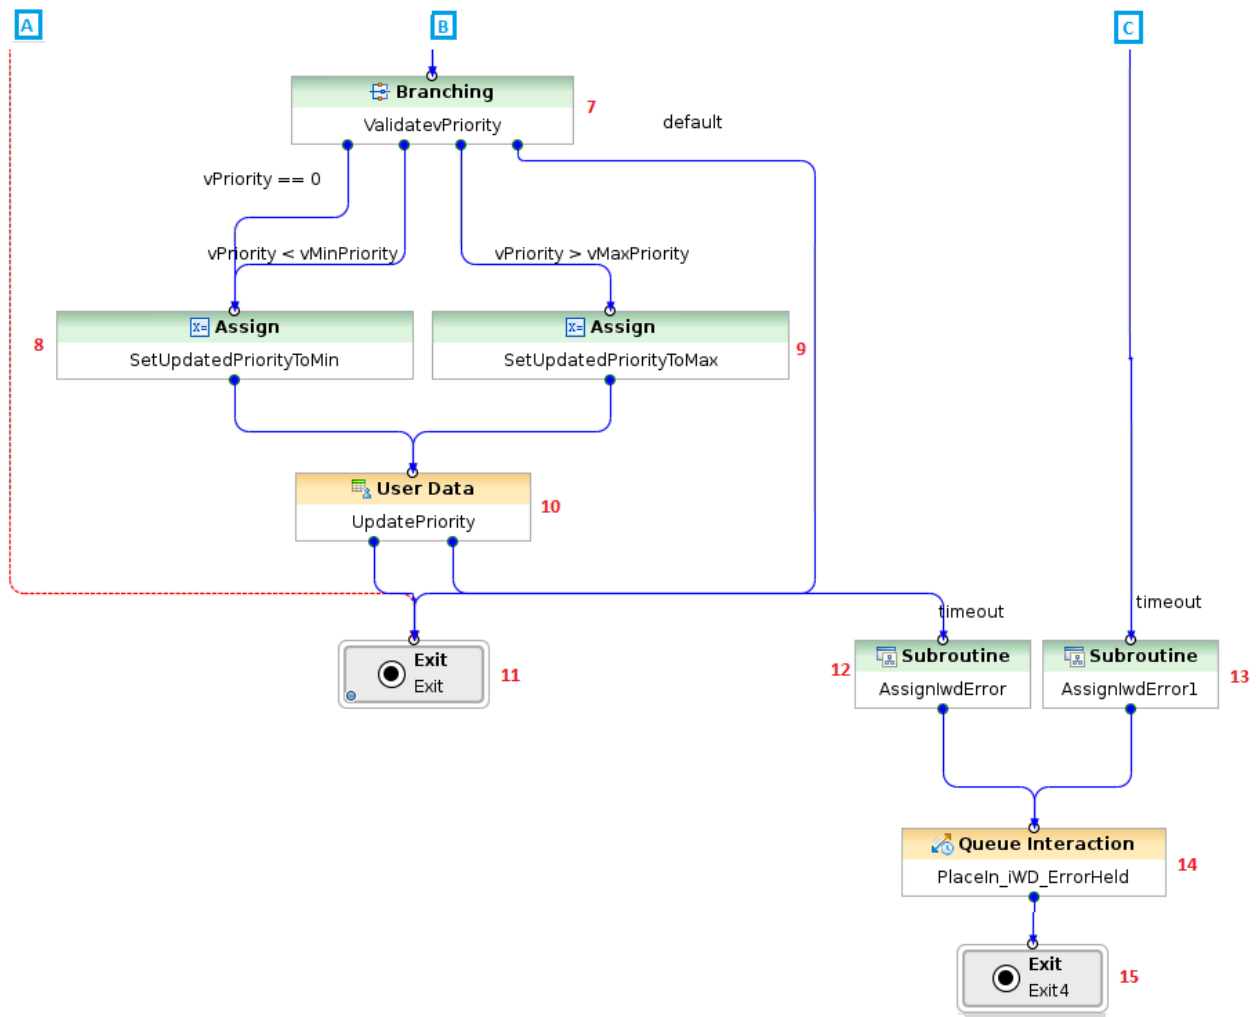 A
B
C
Branching
ValidatevPriority
7
default
vPriority == 0
vPriority < vMinPriority
vPriority > vMaxPriority
8
X= Assign
SetUpdatedPriorityToMin
X= Assign
SetUpdatedPriorityToMax
9
User Data
UpdatePriority
10
timeout
timeout
Exit
Exit
11
12
Subroutine
AssignIwdError
Subroutine
AssignIwdError1
13
Queue Interaction
PlaceIn_iWD_ErrorHeld
14
Exit
Exit4
15